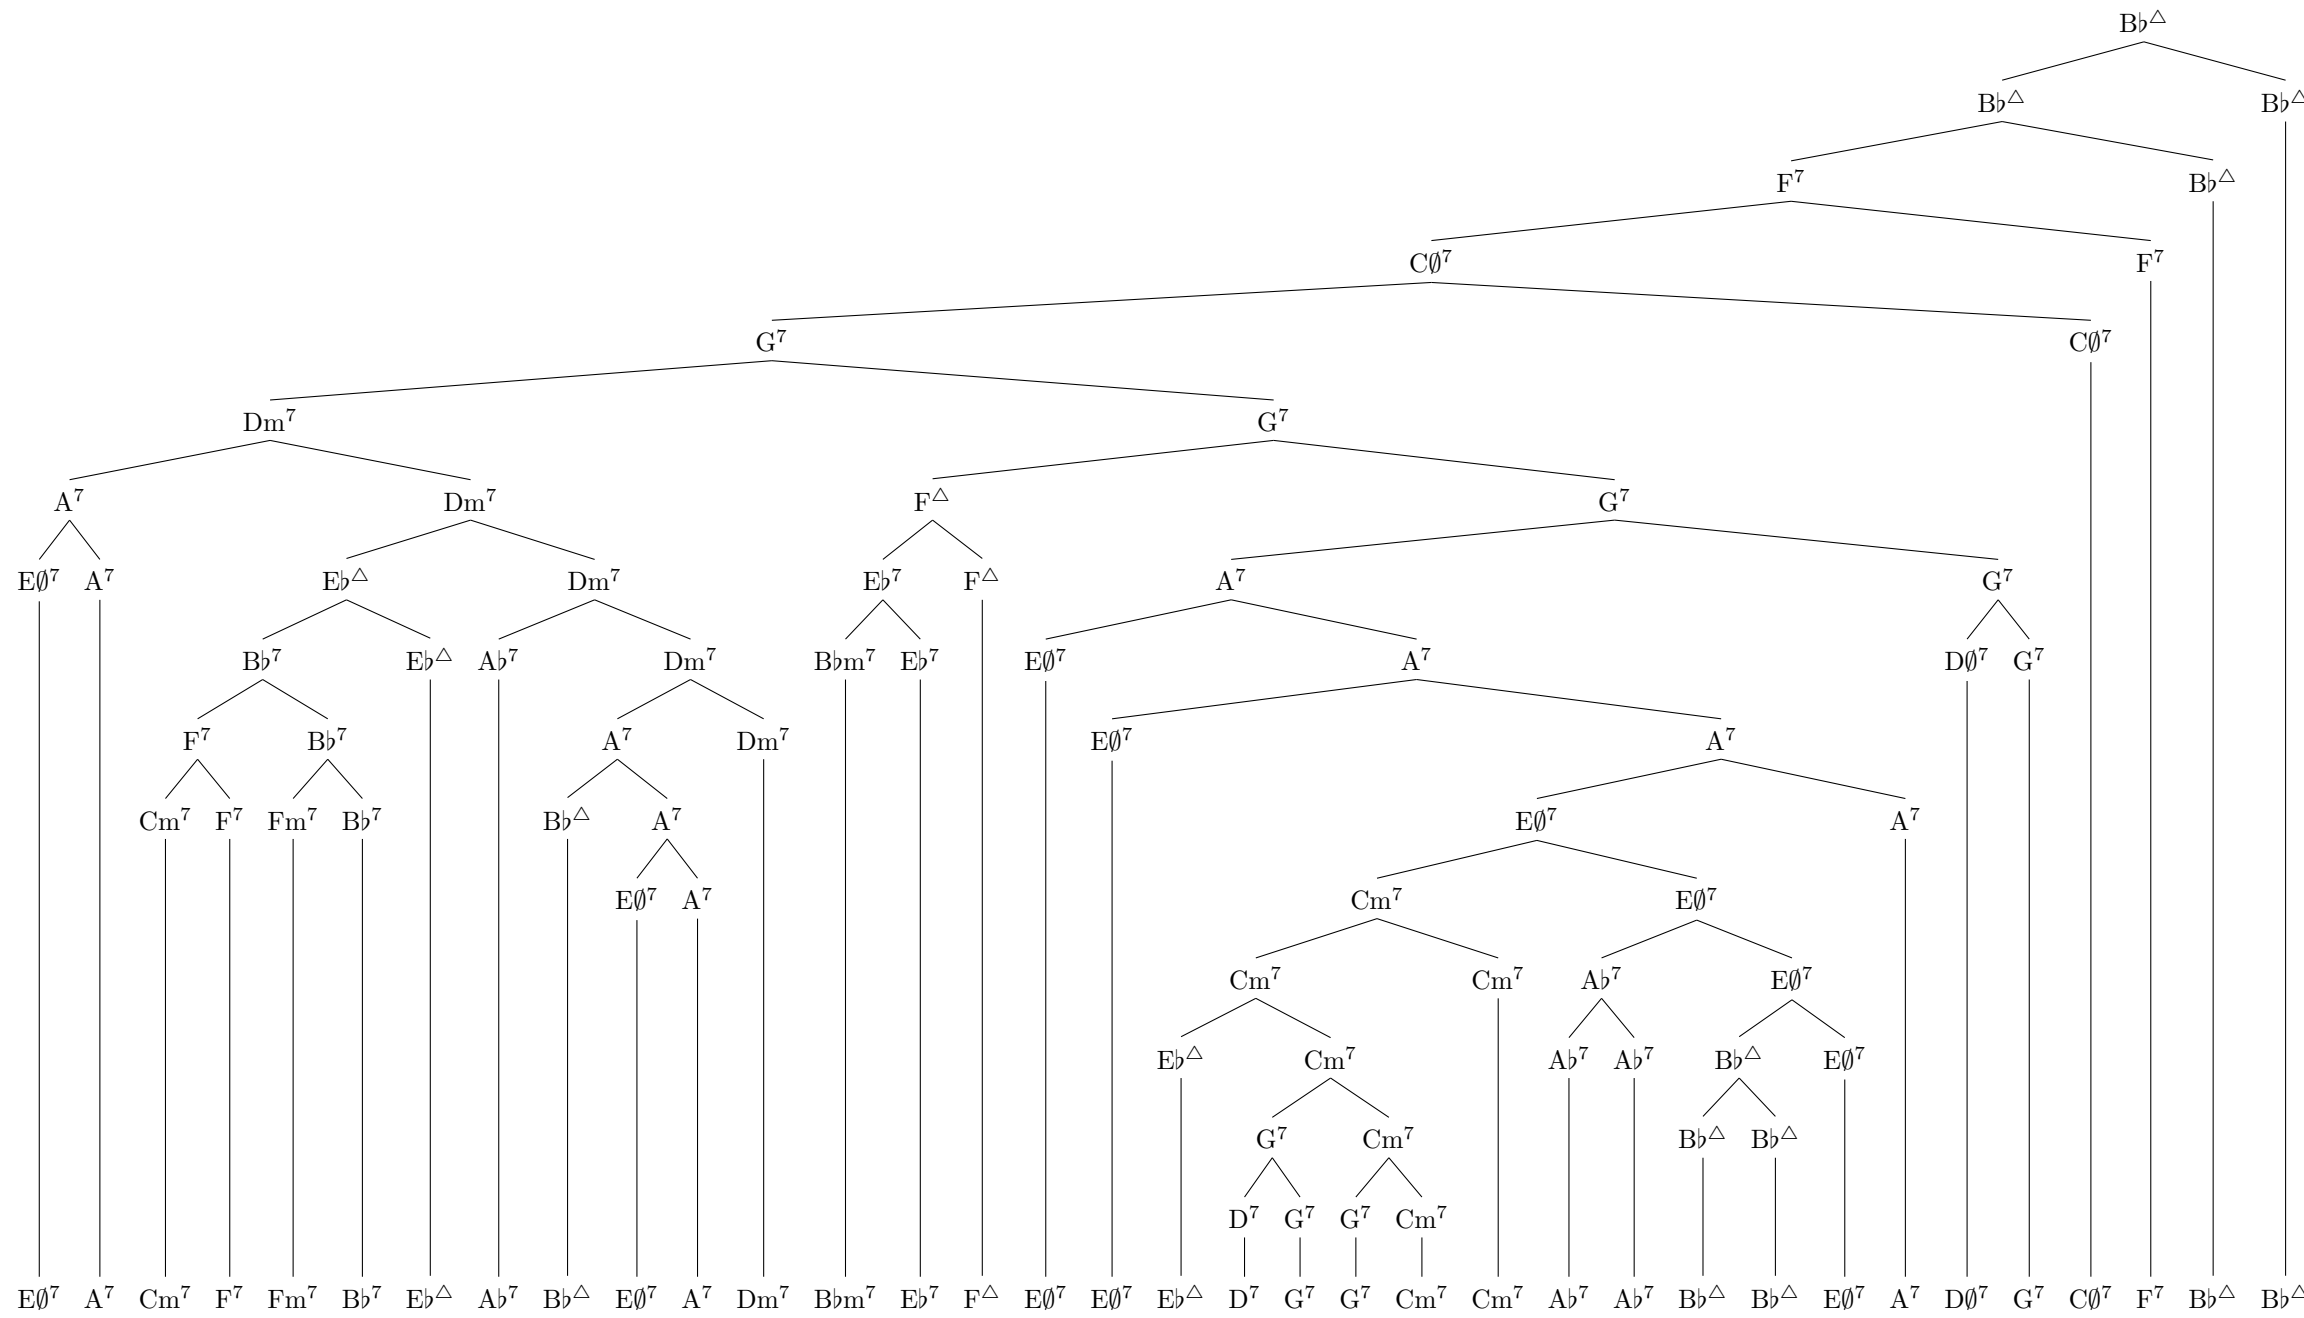 B♭△
B♭△ B♭△
F⁷ B♭△
C∅⁷ F⁷
G⁷ C∅⁷
Dm⁷ G⁷
A⁷ Dm⁷ F△ G⁷
E∅⁷ A⁷ E♭△ Dm⁷ E♭⁷ F△ A⁷ G⁷
B♭⁷ E♭△ A♭⁷ Dm⁷ B♭m⁷ E♭⁷ E∅⁷ A⁷ D∅⁷ G⁷
F⁷ B♭⁷ A⁷ Dm⁷ E∅⁷ A⁷
Cm⁷ F⁷ Fm⁷ B♭⁷ B♭△ A⁷ E∅⁷ A⁷
E∅⁷ A⁷ Cm⁷ E∅⁷
Cm⁷ Cm⁷ A♭⁷ E∅⁷
E♭△ Cm⁷ A♭⁷ A♭⁷ B♭△ E∅⁷
G⁷ Cm⁷ B♭△ B♭△
D⁷ G⁷ G⁷ Cm⁷
E∅⁷ A⁷ Cm⁷ F⁷ Fm⁷ B♭⁷ E♭△ A♭⁷ B♭△ E∅⁷ A⁷ Dm⁷ B♭m⁷ E♭⁷ F△ E∅⁷ E∅⁷ E♭△ D⁷ G⁷ G⁷ Cm⁷ Cm⁷ A♭⁷ A♭⁷ B♭△ B♭△ E∅⁷ A⁷ D∅⁷ G⁷ C∅⁷ F⁷ B♭△ B♭△